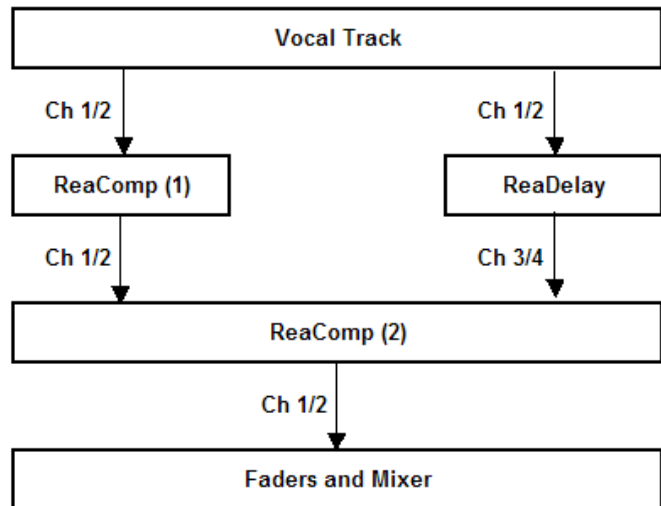 Vocal Track
Ch 1/2
Ch 1/2
ReaComp (1)
ReaDelay
Ch 1/2
Ch 3/4
ReaComp (2)
Ch 1/2
Faders and Mixer